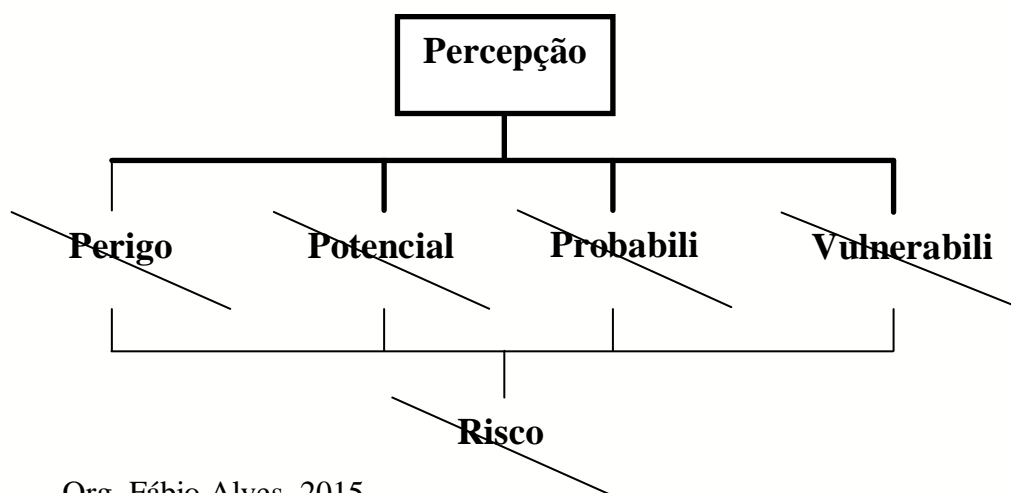 Percepção
Perigo Potencial Probabili Vulnerabili
Risco
Org. Fábio Alves, 2015